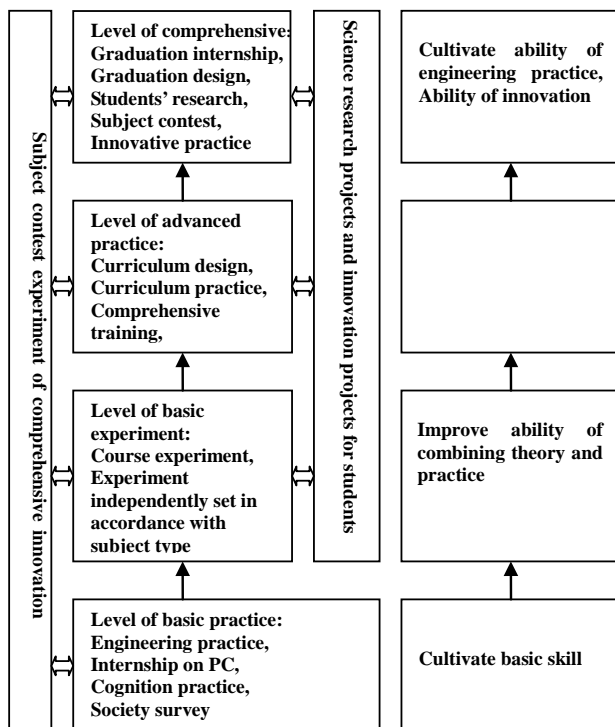 Subject contest experiment of comprehensive innovation
Level of comprehensive:
Graduation internship,
Graduation design,
Students' research,
Subject contest,
Innovative practice
Level of advanced
practice:
Curriculum design,
Curriculum practice,
Comprehensive
training,
Level of basic
experiment:
Course experiment,
Experiment
independently set in
accordance with
subject type
Level of basic practice:
Engineering practice,
Internship on PC,
Cognition practice,
Society survey
Science research projects and innovation projects for students
Cultivate ability of
engineering practice,
Ability of innovation
Improve ability of
combining theory and
practice
Cultivate basic skill